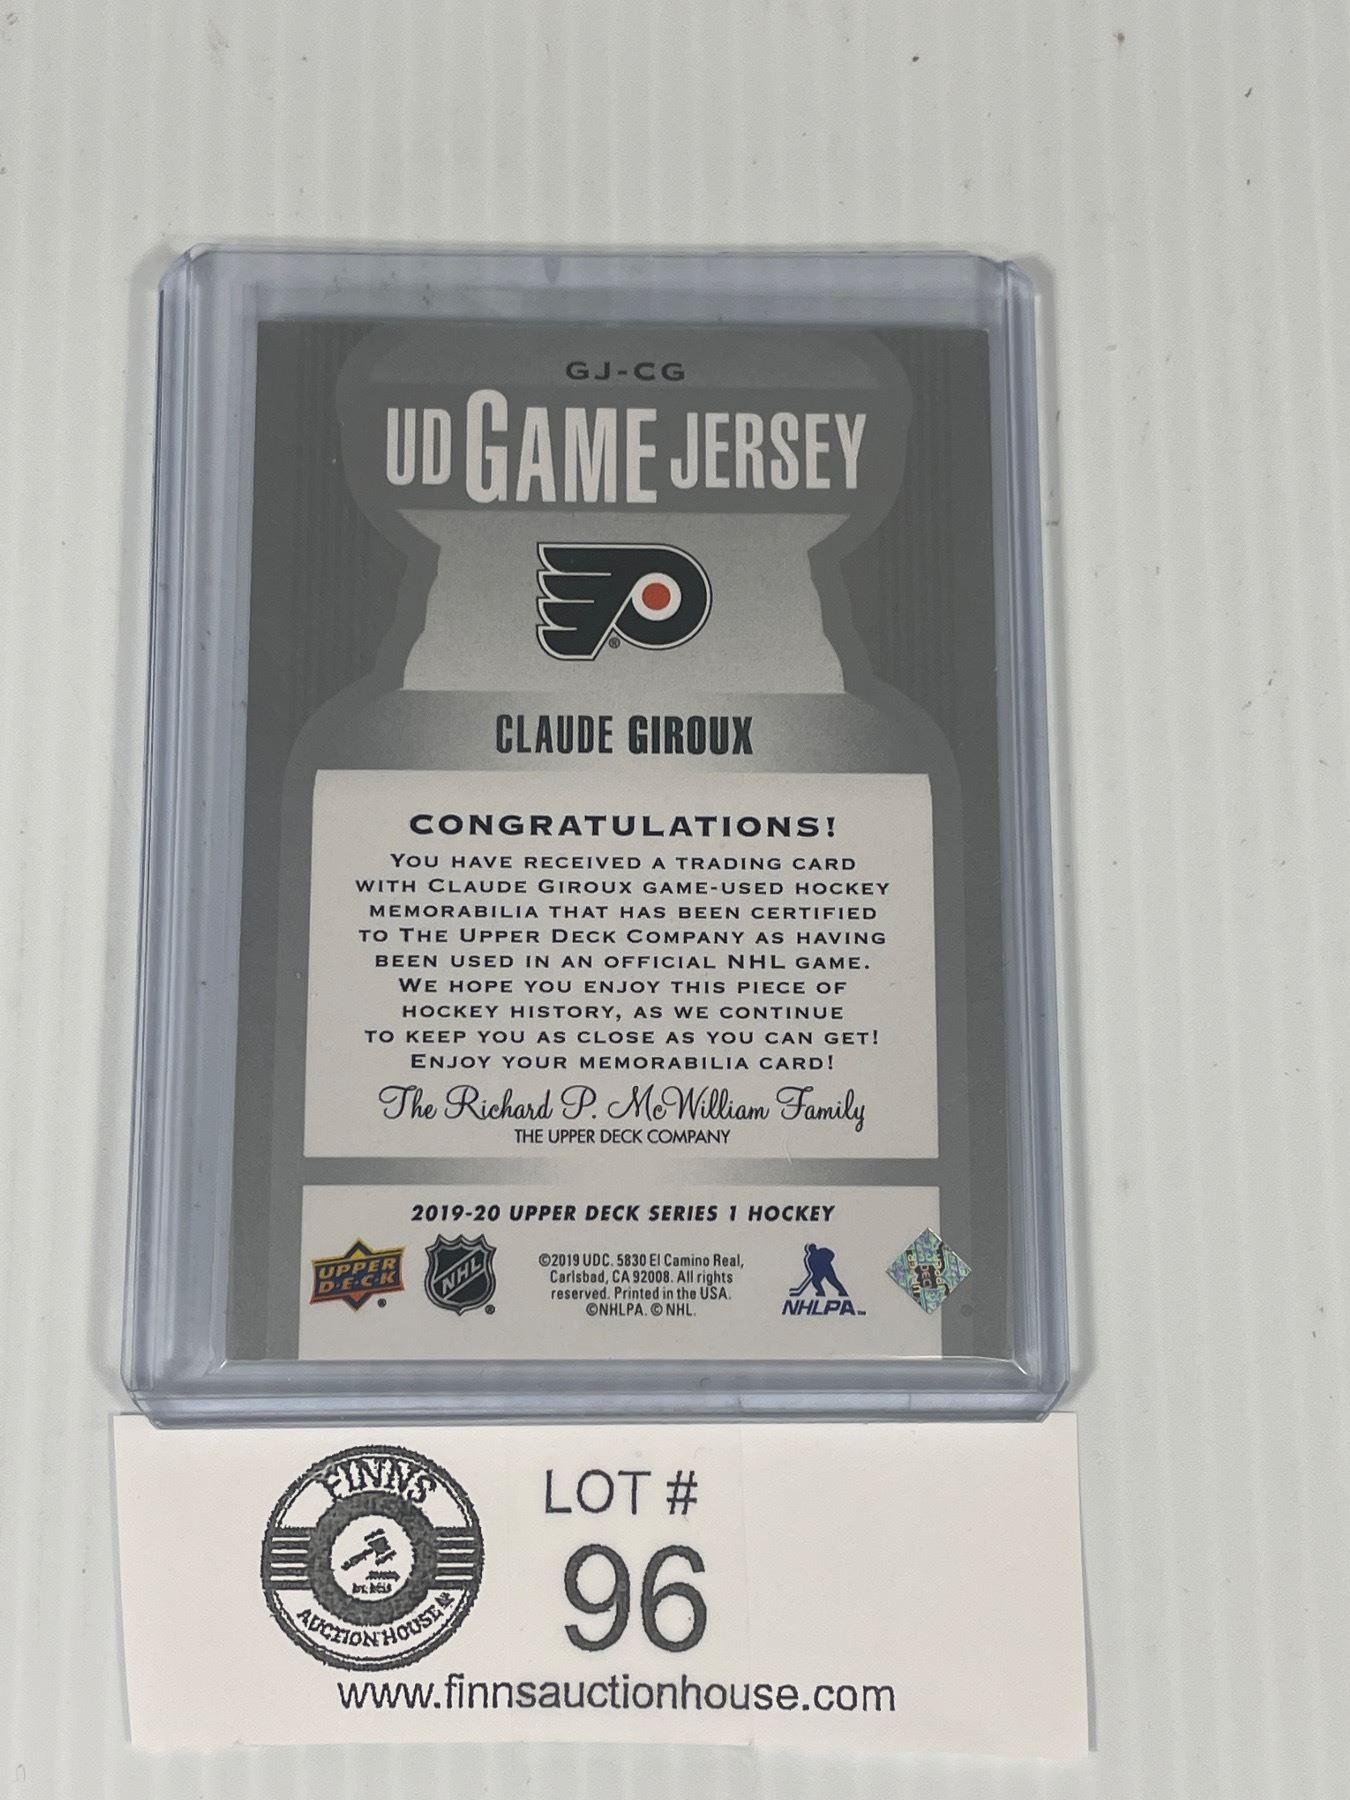 GJ-CG
UD GAME JERSEY
®
CLAUDE GIROUX
CONGRATULATIONS!
YOU HAVE RECEIVED A TRADING CARD
WITH CLAUDE GIROUX GAME-USED HOCKEY
MEMORABILIA THAT HAS BEEN CERTIFIED
TO THE UPPER DECK COMPANY AS HAVING
BEEN USED IN AN OFFICIAL NHL GAME.
WE HOPE YOU ENJOY THIS PIECE OF
HOCKEY HISTORY, AS WE CONTINUE
TO KEEP YOU AS CLOSE AS YOU CAN GET!
ENJOY YOUR MEMORABILIA CARD!
The Richard P. McWilliam Family
THE UPPER DECK COMPANY
2019-20 UPPER DECK SERIES 1 HOCKEY
UPPER
D·E·C·K ®
NHL ®
©2019 UDC. 5830 El Camino Real,
Carlsbad, CA 92008. All rights
reserved. Printed in the USA.
©NHLPA. © NHL.
NHLPA™
UPPER
DECK
FINNS
AUCTION HOUSE
LOT #
96
www.finnsauctionhouse.com